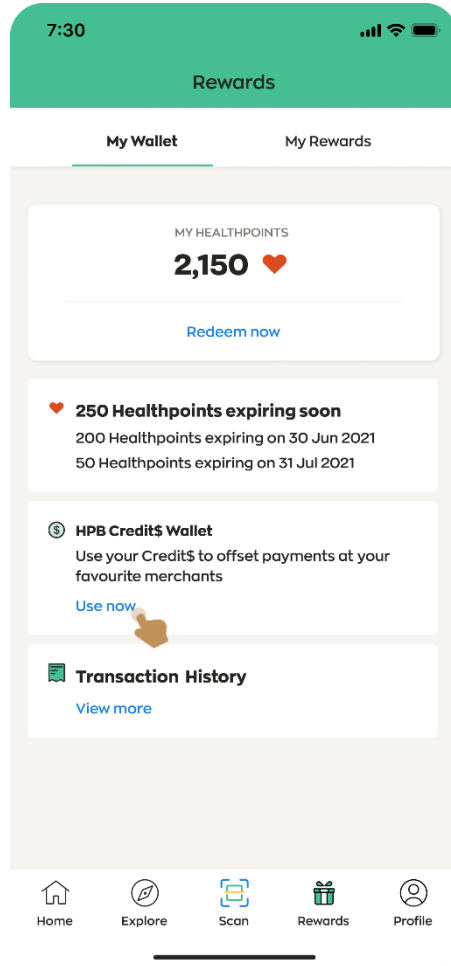 7:30
Rewards
My Wallet
My Rewards
MY HEALTHPOINTS
2,150
Redeem now
250 Healthpoints expiring soon
200 Healthpoints expiring on 30 Jun 2021
50 Healthpoints expiring on 31 Jul 2021
$ HPB Credit$ Wallet
Use your Credit$ to offset payments at your
favourite merchants
Use now
Transaction History
View more
Home
Explore
Scan
Rewards
Profile